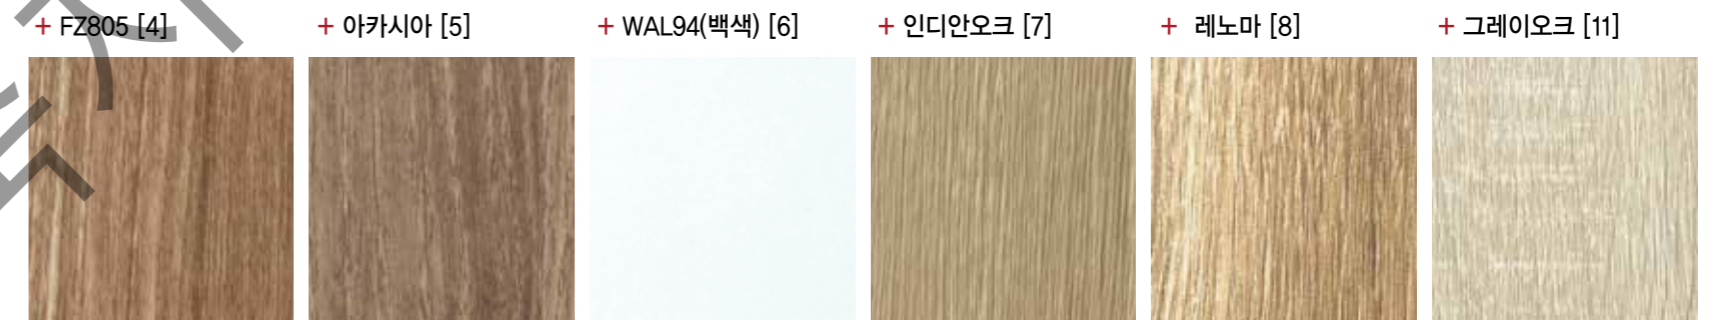 + FZ805 [4] + 아카시아 [5] + WAL94(백색) [6] + 인디안오크 [7] + 레노마 [8] + 그레이오크 [11]